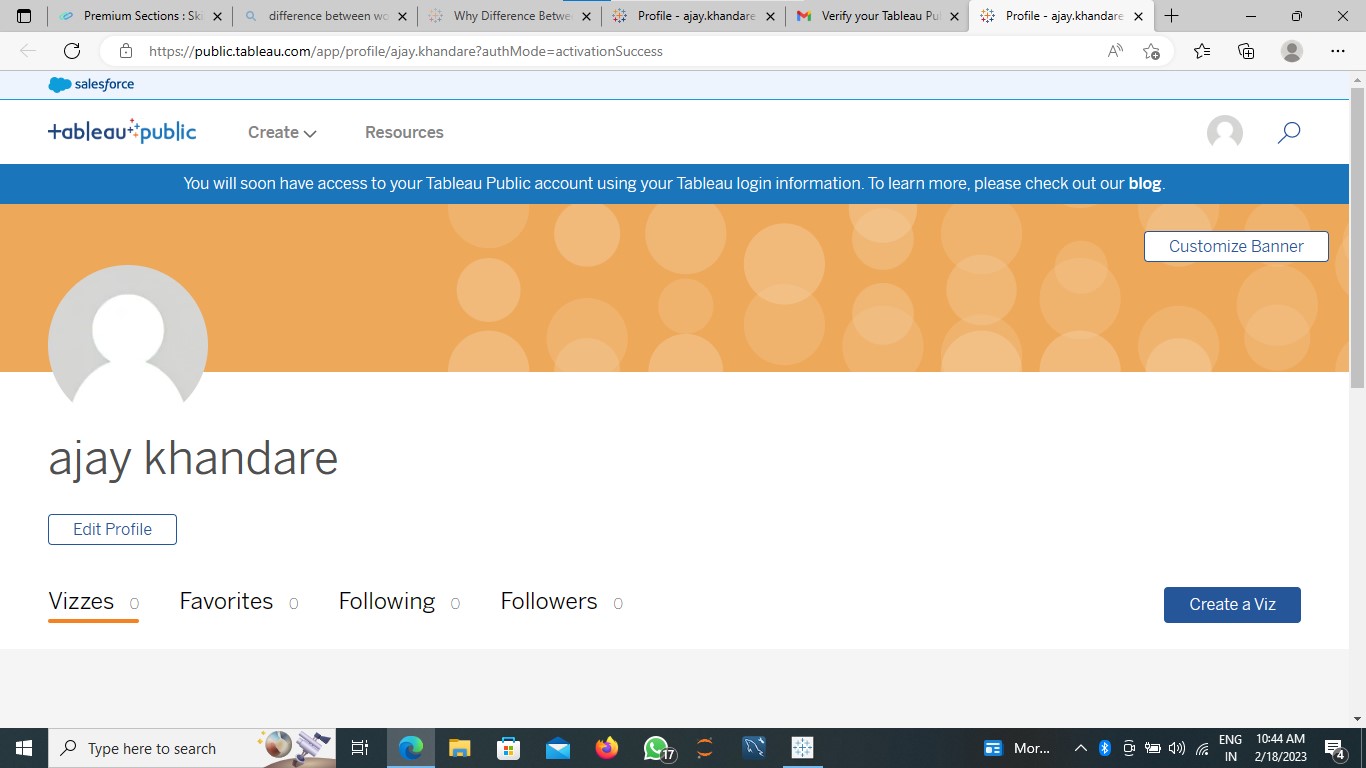 Premium Sections : Ski
difference between wo
Why Difference Betwe
Profile - ajay.khandare
Verify your Tableau Pu
Profile - ajay.khandare
https://public.tableau.com/app/profile/ajay.khandare?authMode=activationSuccess
salesforce
+ableau public
Create
Resources
You will soon have access to your Tableau Public account using your Tableau login information. To learn more, please check out our blog.
Customize Banner
ajay khandare
Edit Profile
Vizzes 0
Favorites 0
Following 0
Followers 0
Create a Viz
Type here to search
17
Mor...
ENG
IN
10:44 AM
2/18/2023
4